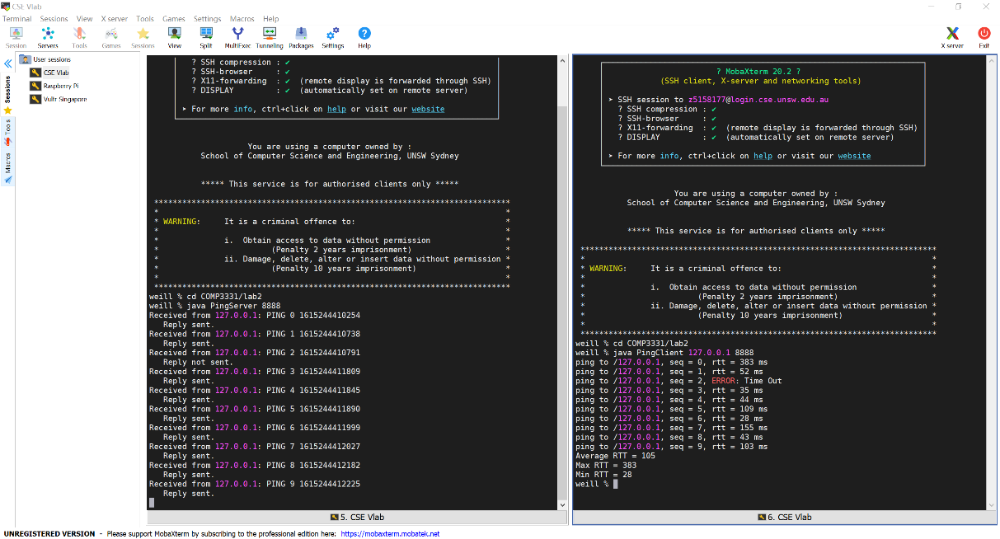 CSE Vlab
Terminal Sessions View X server Tools Games Settings Macros Help
Session Servers Tools Games Sessions View Split MultiExec Tunneling Packages Settings Help X server Exit
Sessions
Tools
Macros
User sessions
CSE Vlab
Raspberry Pi
Vultr Singapore
? SSH compression : ✔
? SSH-browser : ✔
? X11-forwarding : ✔ (remote display is forwarded through SSH)
? DISPLAY : ✔ (automatically set on remote server)
➤ For more info, ctrl+click on help or visit our website
You are using a computer owned by :
School of Computer Science and Engineering, UNSW Sydney
***** This service is for authorised clients only *****
****************************************************************************
* *
* WARNING: It is a criminal offence to: *
* *
* i. Obtain access to data without permission *
* (Penalty 2 years imprisonment) *
* ii. Damage, delete, alter or insert data without permission *
* (Penalty 10 years imprisonment) *
* *
****************************************************************************
weill % cd COMP3331/lab2
weill % java PingServer 8888
Received from 127.0.0.1: PING 0 1615244410254
Reply sent.
Received from 127.0.0.1: PING 1 1615244410738
Reply sent.
Received from 127.0.0.1: PING 2 1615244410791
Reply not sent.
Received from 127.0.0.1: PING 3 1615244411809
Reply sent.
Received from 127.0.0.1: PING 4 1615244411845
Reply sent.
Received from 127.0.0.1: PING 5 1615244411890
Reply sent.
Received from 127.0.0.1: PING 6 1615244411999
Reply sent.
Received from 127.0.0.1: PING 7 1615244412027
Reply sent.
Received from 127.0.0.1: PING 8 1615244412182
Reply sent.
Received from 127.0.0.1: PING 9 1615244412225
Reply sent.
5. CSE Vlab
? MobaXterm 20.2 ?
(SSH client, X-server and networking tools)
➤ SSH session to z5158177@login.cse.unsw.edu.au
? SSH compression : ✔
? SSH-browser : ✔
? X11-forwarding : ✔ (remote display is forwarded through SSH)
? DISPLAY : ✔ (automatically set on remote server)
➤ For more info, ctrl+click on help or visit our website
You are using a computer owned by :
School of Computer Science and Engineering, UNSW Sydney
***** This service is for authorised clients only *****
****************************************************************************
* *
* WARNING: It is a criminal offence to: *
* *
* i. Obtain access to data without permission *
* (Penalty 2 years imprisonment) *
* ii. Damage, delete, alter or insert data without permission *
* (Penalty 10 years imprisonment) *
* *
****************************************************************************
weill % cd COMP3331/lab2
weill % java PingClient 127.0.0.1 8888
ping to /127.0.0.1, seq = 0, rtt = 383 ms
ping to /127.0.0.1, seq = 1, rtt = 52 ms
ping to /127.0.0.1, seq = 2, ERROR: Time Out
ping to /127.0.0.1, seq = 3, rtt = 35 ms
ping to /127.0.0.1, seq = 4, rtt = 44 ms
ping to /127.0.0.1, seq = 5, rtt = 109 ms
ping to /127.0.0.1, seq = 6, rtt = 28 ms
ping to /127.0.0.1, seq = 7, rtt = 155 ms
ping to /127.0.0.1, seq = 8, rtt = 43 ms
ping to /127.0.0.1, seq = 9, rtt = 103 ms
Average RTT = 105
Max RTT = 383
Min RTT = 28
weill %
6. CSE Vlab
UNREGISTERED VERSION - Please support MobaXterm by subscribing to the professional edition here: https://mobaxterm.mobatek.net